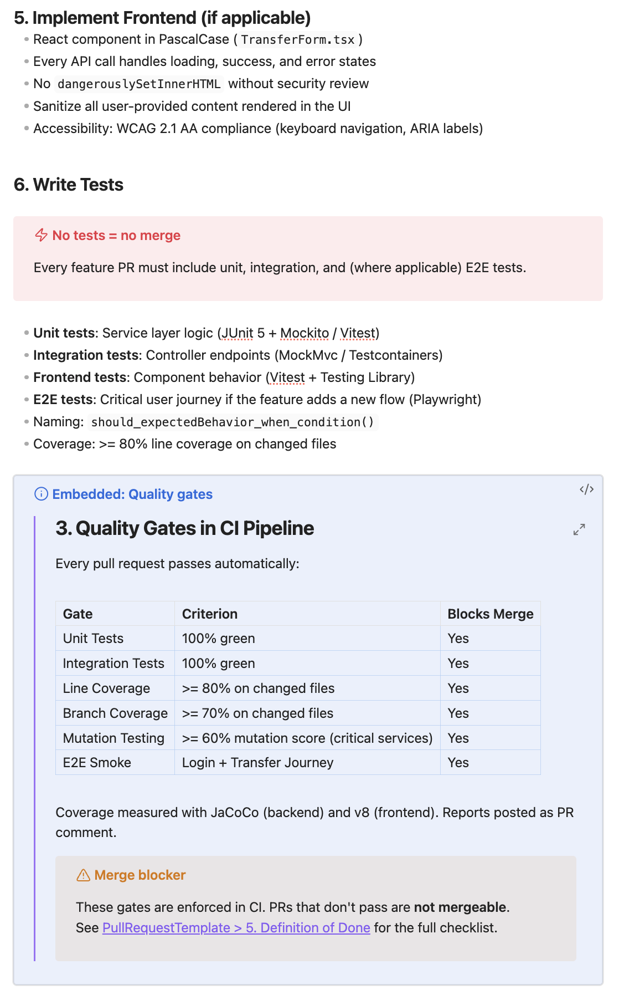 5. Implement Frontend (if applicable)
React component in PascalCase ( TransferForm.tsx )
Every API call handles loading, success, and error states
No dangerouslySetInnerHTML without security review
Sanitize all user-provided content rendered in the UI
Accessibility: WCAG 2.1 AA compliance (keyboard navigation, ARIA labels)
6. Write Tests
No tests = no merge
Every feature PR must include unit, integration, and (where applicable) E2E tests.
Unit tests: Service layer logic (JUnit 5 + Mockito / Vitest)
Integration tests: Controller endpoints (MockMvc / Testcontainers)
Frontend tests: Component behavior (Vitest + Testing Library)
E2E tests: Critical user journey if the feature adds a new flow (Playwright)
Naming: should_expectedBehavior_when_condition()
Coverage: >= 80% line coverage on changed files
Embedded: Quality gates
3. Quality Gates in CI Pipeline
Every pull request passes automatically:
Gate Criterion Blocks Merge
Unit Tests 100% green Yes
Integration Tests 100% green Yes
Line Coverage >= 80% on changed files Yes
Branch Coverage >= 70% on changed files Yes
Mutation Testing >= 60% mutation score (critical services) Yes
E2E Smoke Login + Transfer Journey Yes
Coverage measured with JaCoCo (backend) and v8 (frontend). Reports posted as PR
comment.
Merge blocker
These gates are enforced in CI. PRs that don't pass are not mergeable.
See PullRequestTemplate > 5. Definition of Done for the full checklist.